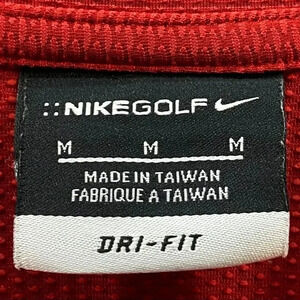 ::NIKEGOLF
M M M
MADE IN TAIWAN
FABRIQUE A TAIWAN
DRI-FIT